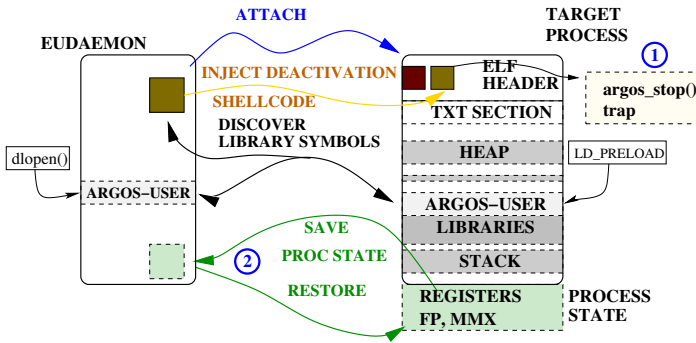 ATTACH
TARGET
PROCESS
EUDAEMON
1
INJECT DEACTIVATION
SHELLCODE
ELF
HEADER
argos_stop()
trap
DISCOVER
LIBRARY SYMBOLS
TXT SECTION
dlopen()
HEAP
LD_PRELOAD
ARGOS-USER
ARGOS-USER
LIBRARIES
SAVE
2
PROC STATE
STACK
RESTORE
REGISTERS
FP, MMX
PROCESS
STATE